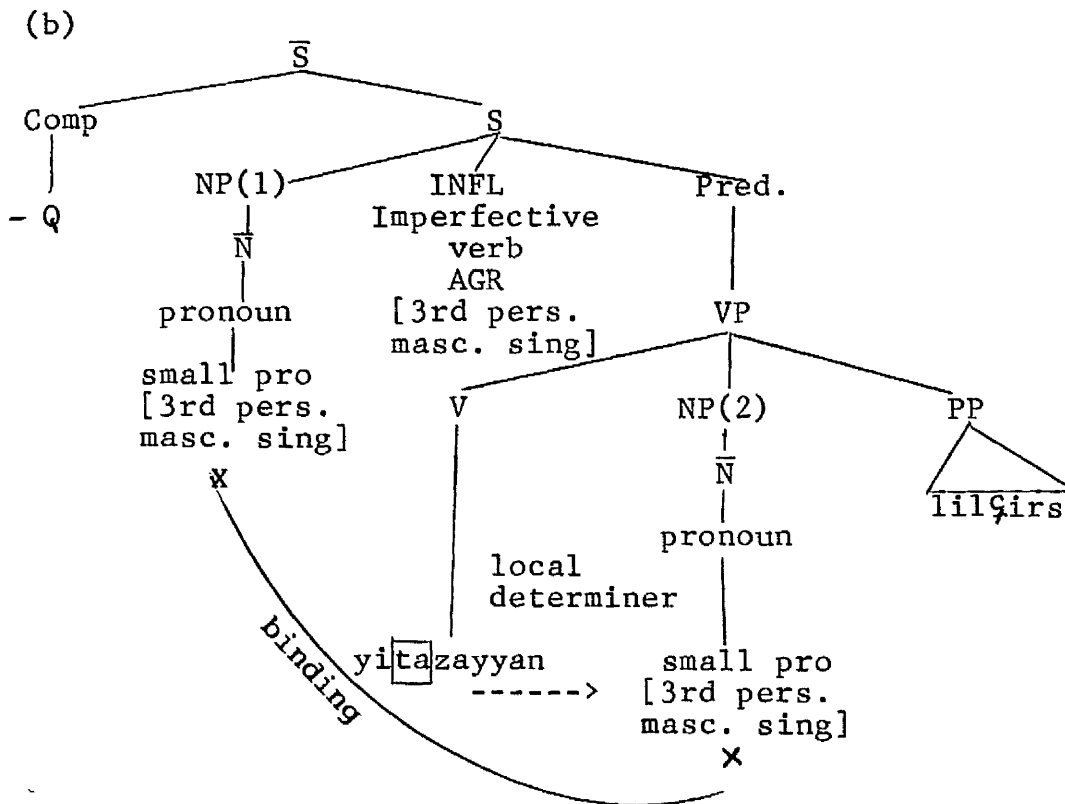 (b)
S̅
Comp S
NP(1) INFL Pred.
- Q Imperfective
N̅ verb
AGR
pronoun [3rd pers. VP
masc. sing]
small pro
[3rd pers. V NP(2) PP
masc. sing]
x N̅
lilʕirs
pronoun
local
determiner
binding
yitazayyan small pro
-----> [3rd pers.
masc. sing]
x